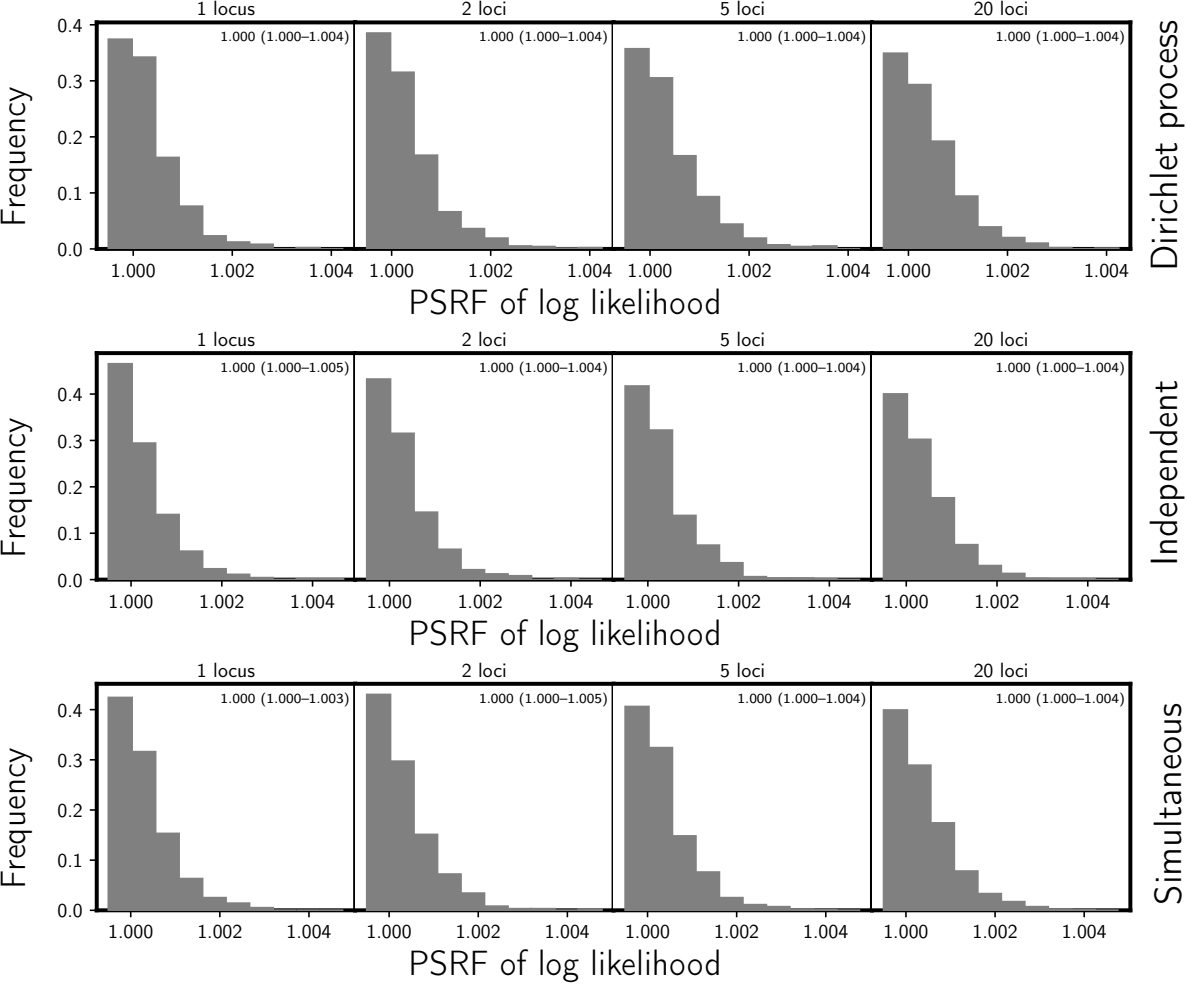 1 locus 2 loci 5 loci 20 loci
1.000 (1.000–1.004) 1.000 (1.000–1.004) 1.000 (1.000–1.004) 1.000 (1.000–1.004)
0.4
0.3
0.2
0.1
0.0
Frequency
Dirichlet process
1.000 1.002 1.004 1.000 1.002 1.004 1.000 1.002 1.004 1.000 1.002 1.004
PSRF of log likelihood
1 locus 2 loci 5 loci 20 loci
1.000 (1.000–1.005) 1.000 (1.000–1.004) 1.000 (1.000–1.004) 1.000 (1.000–1.004)
0.4
0.3
0.2
0.1
0.0
Frequency
Independent
1.000 1.002 1.004 1.000 1.002 1.004 1.000 1.002 1.004 1.000 1.002 1.004
PSRF of log likelihood
1 locus 2 loci 5 loci 20 loci
1.000 (1.000–1.003) 1.000 (1.000–1.005) 1.000 (1.000–1.004) 1.000 (1.000–1.004)
0.4
0.3
0.2
0.1
0.0
Frequency
Simultaneous
1.000 1.002 1.004 1.000 1.002 1.004 1.000 1.002 1.004 1.000 1.002 1.004
PSRF of log likelihood